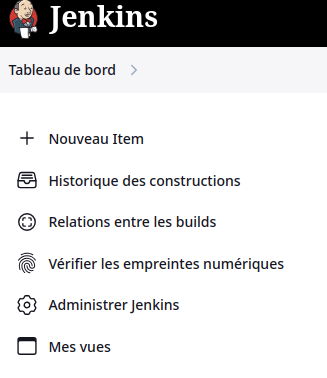 Jenkins
Tableau de bord
Nouveau Item
Historique des constructions
Relations entre les builds
Vérifier les empreintes numériques
Administrer Jenkins
Mes vues